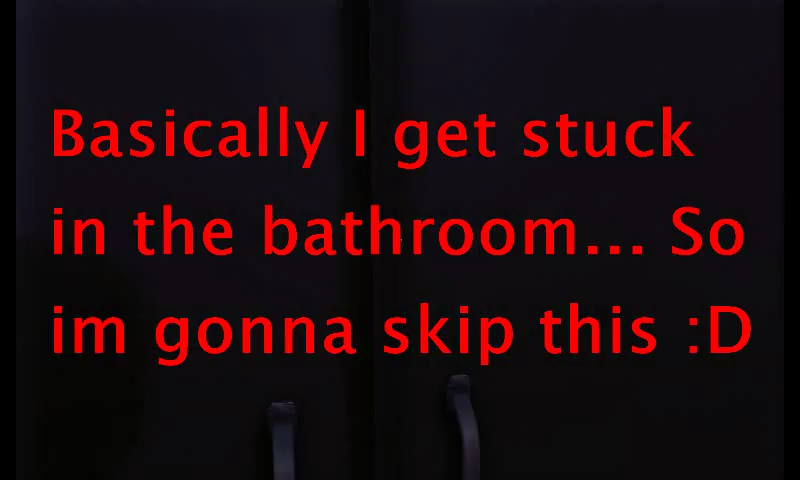 Basically I get stuck
in the bathroom... So
im gonna skip this :D